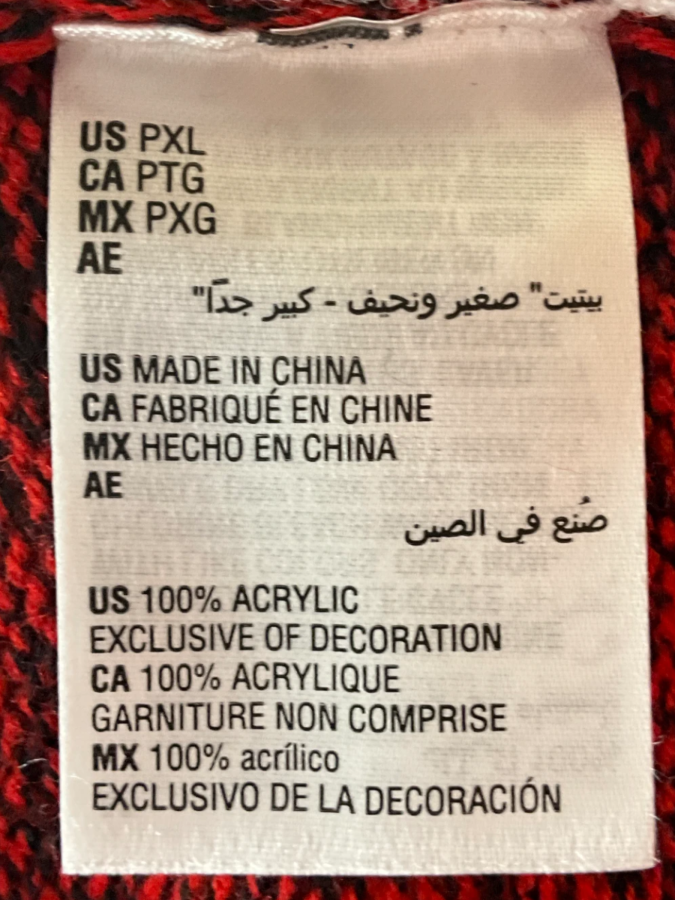 US PXL
CA PTG
MX PXG
AE
بيتيت" صغير ونحيف - كبير جدًا"
US MADE IN CHINA
CA FABRIQUÉ EN CHINE
MX HECHO EN CHINA
AE
صُنع في الصين
US 100% ACRYLIC
EXCLUSIVE OF DECORATION
CA 100% ACRYLIQUE
GARNITURE NON COMPRISE
MX 100% acrílico
EXCLUSIVO DE LA DECORACIÓN